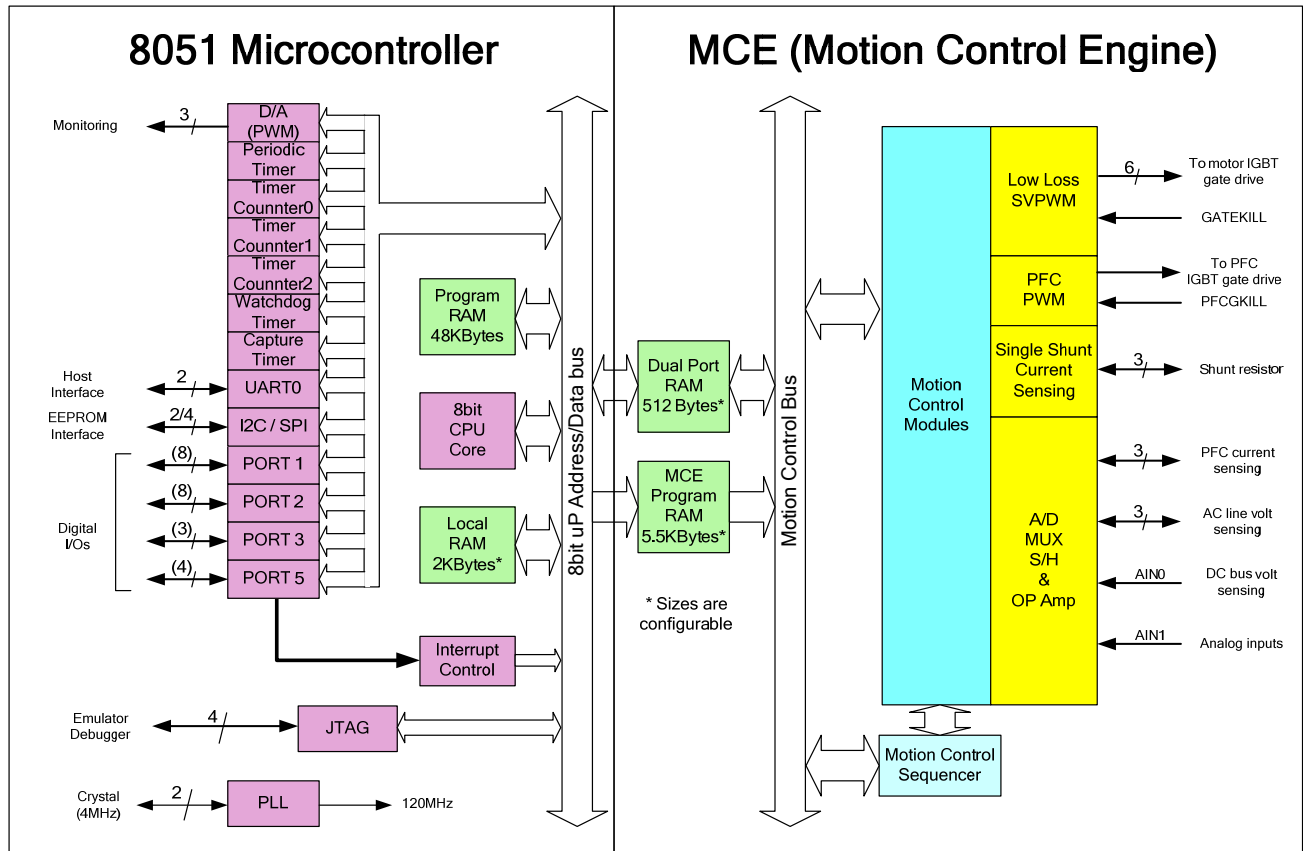 8051 Microcontroller
MCE (Motion Control Engine)
Monitoring
3
D/A
(PWM)
Periodic
Timer
Timer
Counnter0
Timer
Counnter1
Timer
Counnter2
Watchdog
Timer
Capture
Timer
Host
Interface
2
UART0
EEPROM
Interface
2/4
I2C / SPI
Digital
I/Os
(8)
PORT 1
(8)
PORT 2
(3)
PORT 3
(4)
PORT 5
Program
RAM
48KBytes
8bit
CPU
Core
Local
RAM
2KBytes*
Interrupt
Control
Emulator
Debugger
4
JTAG
Crystal
(4MHz)
2
PLL
120MHz
8bit uP Address/Data bus
Dual Port
RAM
512 Bytes*
MCE
Program
RAM
5.5KBytes*
* Sizes are
configurable
Motion Control Bus
Motion
Control
Modules
Motion Control
Sequencer
Low Loss
SVPWM
PFC
PWM
Single Shunt
Current
Sensing
A/D
MUX
S/H
&
OP Amp
6
To motor IGBT
gate drive
GATEKILL
To PFC
IGBT gate drive
PFCGKILL
3
Shunt resistor
3
PFC current
sensing
3
AC line volt
sensing
AIN0
DC bus volt
sensing
AIN1
Analog inputs